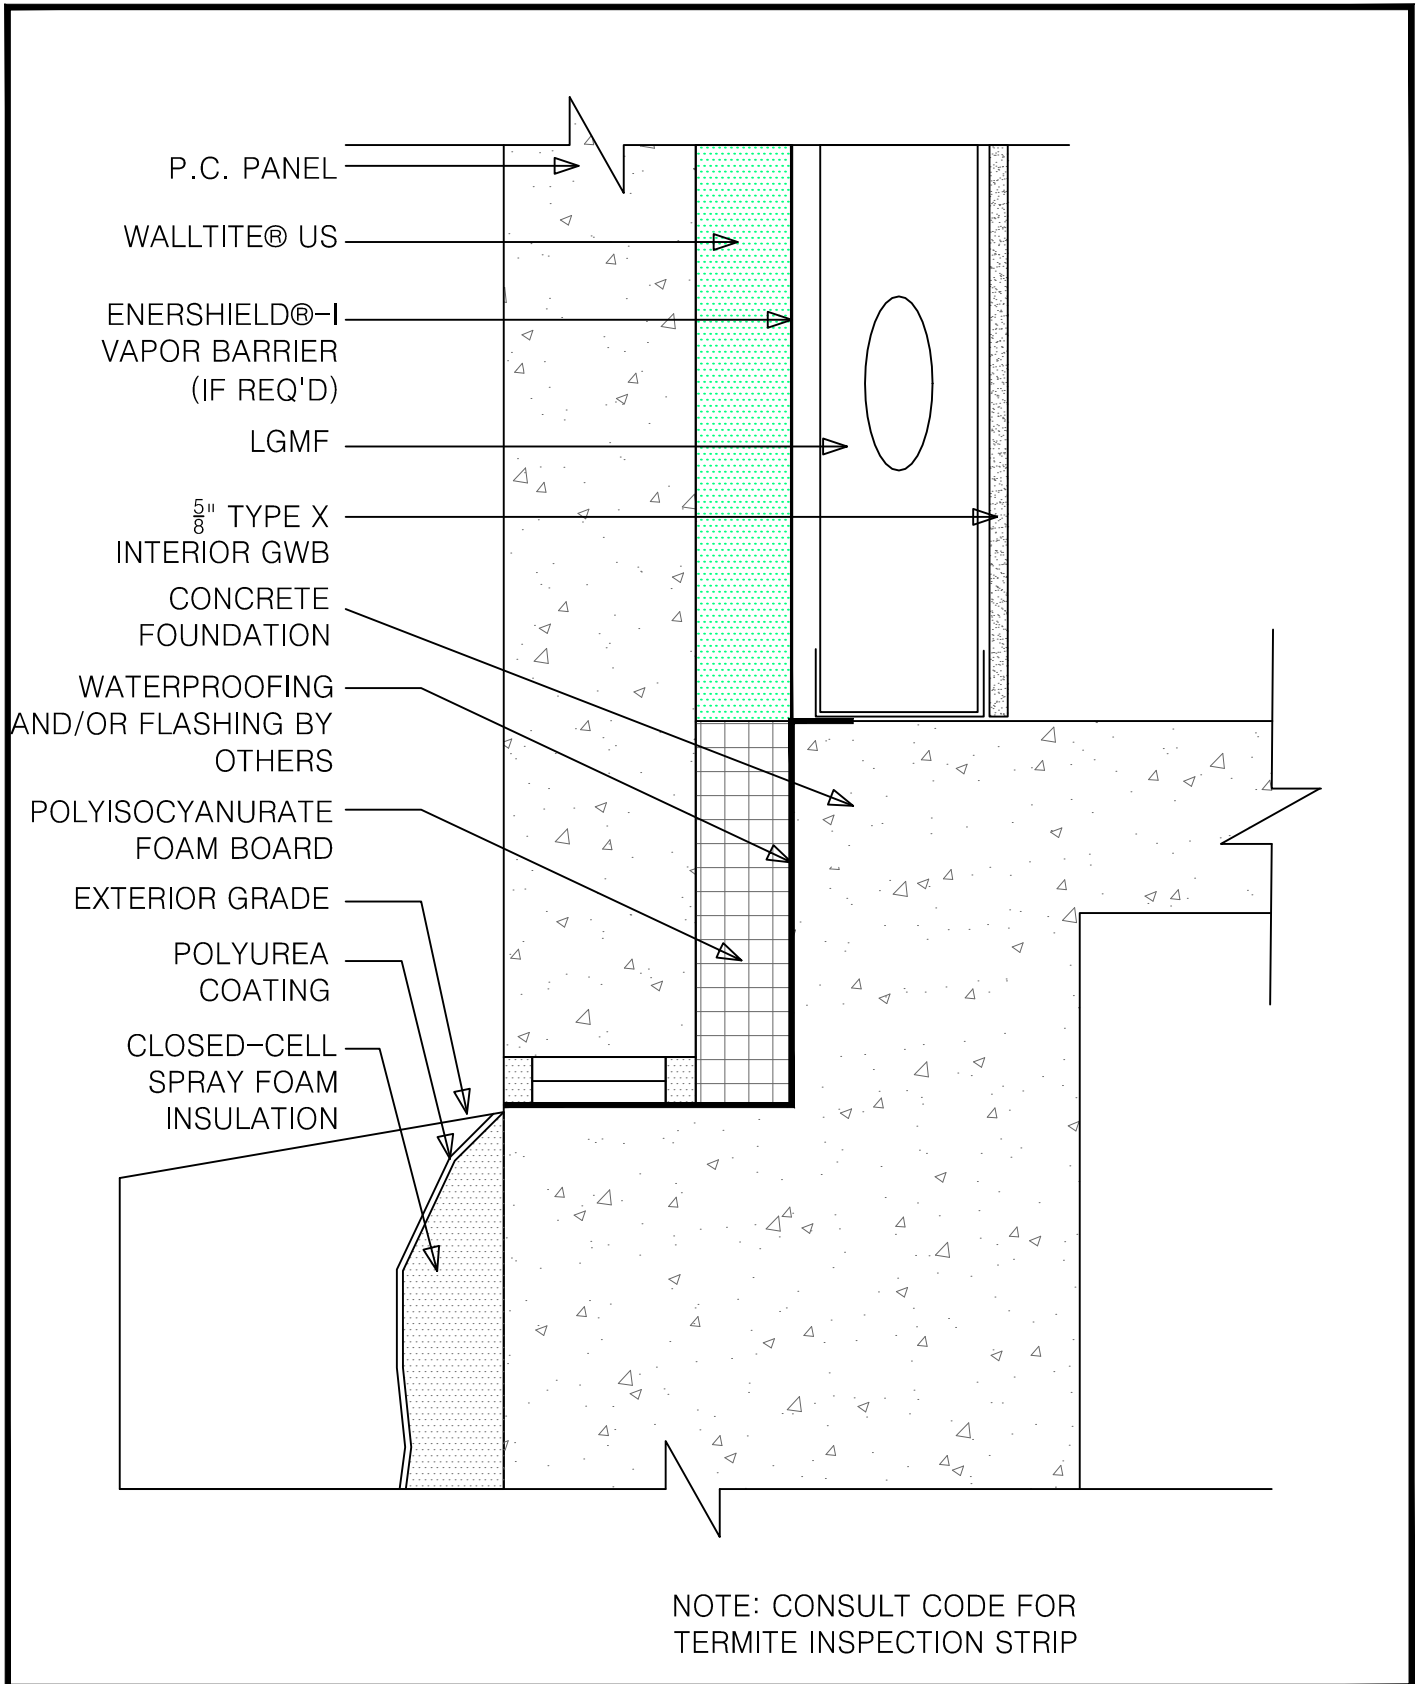 P.C. PANEL
WALLTITE® US
ENERSHIELD®-I
VAPOR BARRIER
(IF REQ'D)
LGMF
5/8" TYPE X
INTERIOR GWB
CONCRETE
FOUNDATION
WATERPROOFING
AND/OR FLASHING BY
OTHERS
POLYISOCYANURATE
FOAM BOARD
EXTERIOR GRADE
POLYUREA
COATING
CLOSED-CELL
SPRAY FOAM
INSULATION
NOTE: CONSULT CODE FOR
TERMITE INSPECTION STRIP